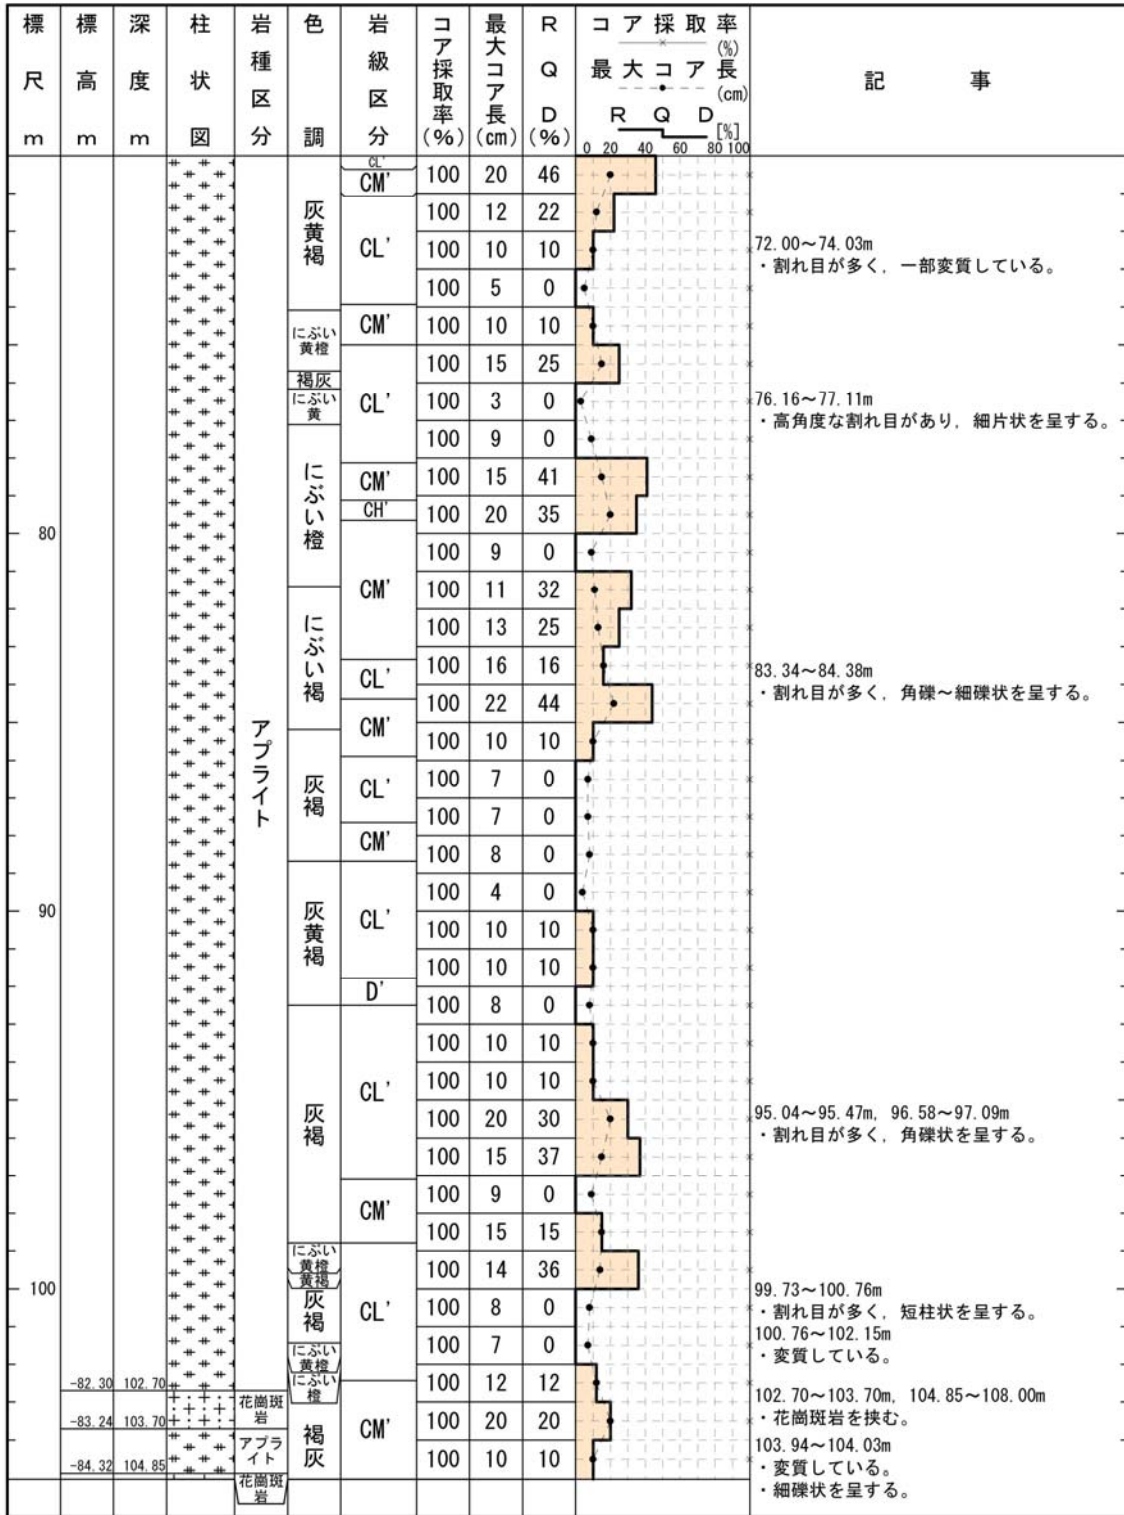 標尺m
標高m
深度m
柱状図
岩種区分
色調
岩級区分
コア採取率(%)
最大コア長(cm)
RQD(%)
コア採取率(%)
最大コア長(cm)
RQD[%]
0 20 40 60 80 100
記事
CL'
CM' 100 20 46
灰黄褐
CL' 100 12 22
100 10 10
72.00~74.03m
・割れ目が多く，一部変質している。
100 5 0
にぶい黄橙
CM' 100 10 10
100 15 25
褐灰
にぶい黄
CL' 100 3 0
76.16~77.11m
・高角度な割れ目があり，細片状を呈する。
100 9 0
にぶい橙
CM' 100 15 41
CH' 100 20 35
80
100 9 0
CM' 100 11 32
にぶい褐
100 13 25
100 16 16
CL'
83.34~84.38m
・割れ目が多く，角礫~細礫状を呈する。
100 22 44
CM'
アプライト
100 10 10
灰褐
CL' 100 7 0
100 7 0
CM' 100 8 0
100 4 0
90
灰黄褐
CL' 100 10 10
100 10 10
D' 100 8 0
100 10 10
CL' 100 10 10
灰褐
100 20 30
95.04~95.47m，96.58~97.09m
・割れ目が多く，角礫状を呈する。
100 15 37
100 9 0
CM' 100 15 15
にぶい黄橙
黄褐
100 14 36
100
灰褐
CL' 100 8 0
99.73~100.76m
・割れ目が多く，短柱状を呈する。
にぶい黄橙
100 7 0
100.76~102.15m
・変質している。
にぶい橙
100 12 12
-82.30 102.70
花崗斑岩
102.70~103.70m，104.85~108.00m
・花崗斑岩を挟む。
CM' 100 20 20
-83.24 103.70
褐灰
アプライト
100 10 10
103.94~104.03m
・変質している。
・細礫状を呈する。
-84.32 104.85
花崗斑岩